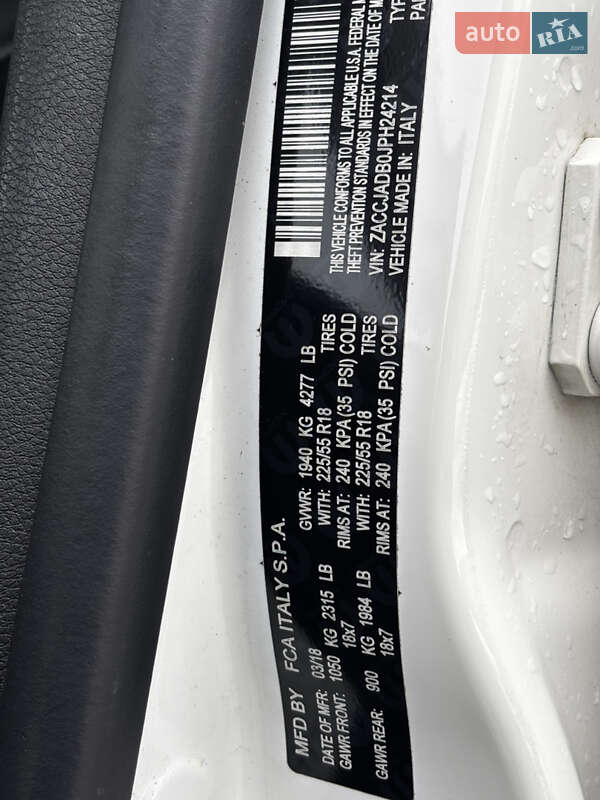 auto RIA.com
MFD BY FCA ITALY S.P.A.
DATE OF MFR: 03/18 GVWR: 1940 KG 4277 LB
GAWR FRONT: 1050 KG 2315 LB WITH: 225/55 R18 TIRES
18x7 RIMS AT: 240 KPA(35 PSI) COLD
GAWR REAR: 900 KG 1984 LB WITH: 225/55 R18 TIRES
18x7 RIMS AT: 240 KPA(35 PSI) COLD
THIS VEHICLE CONFORMS TO ALL APPLICABLE U.S.A. FEDERAL
THEFT PREVENTION STANDARDS IN EFFECT ON THE DATE OF
VIN: ZACCJADB0JPH24214
VEHICLE MADE IN: ITALY